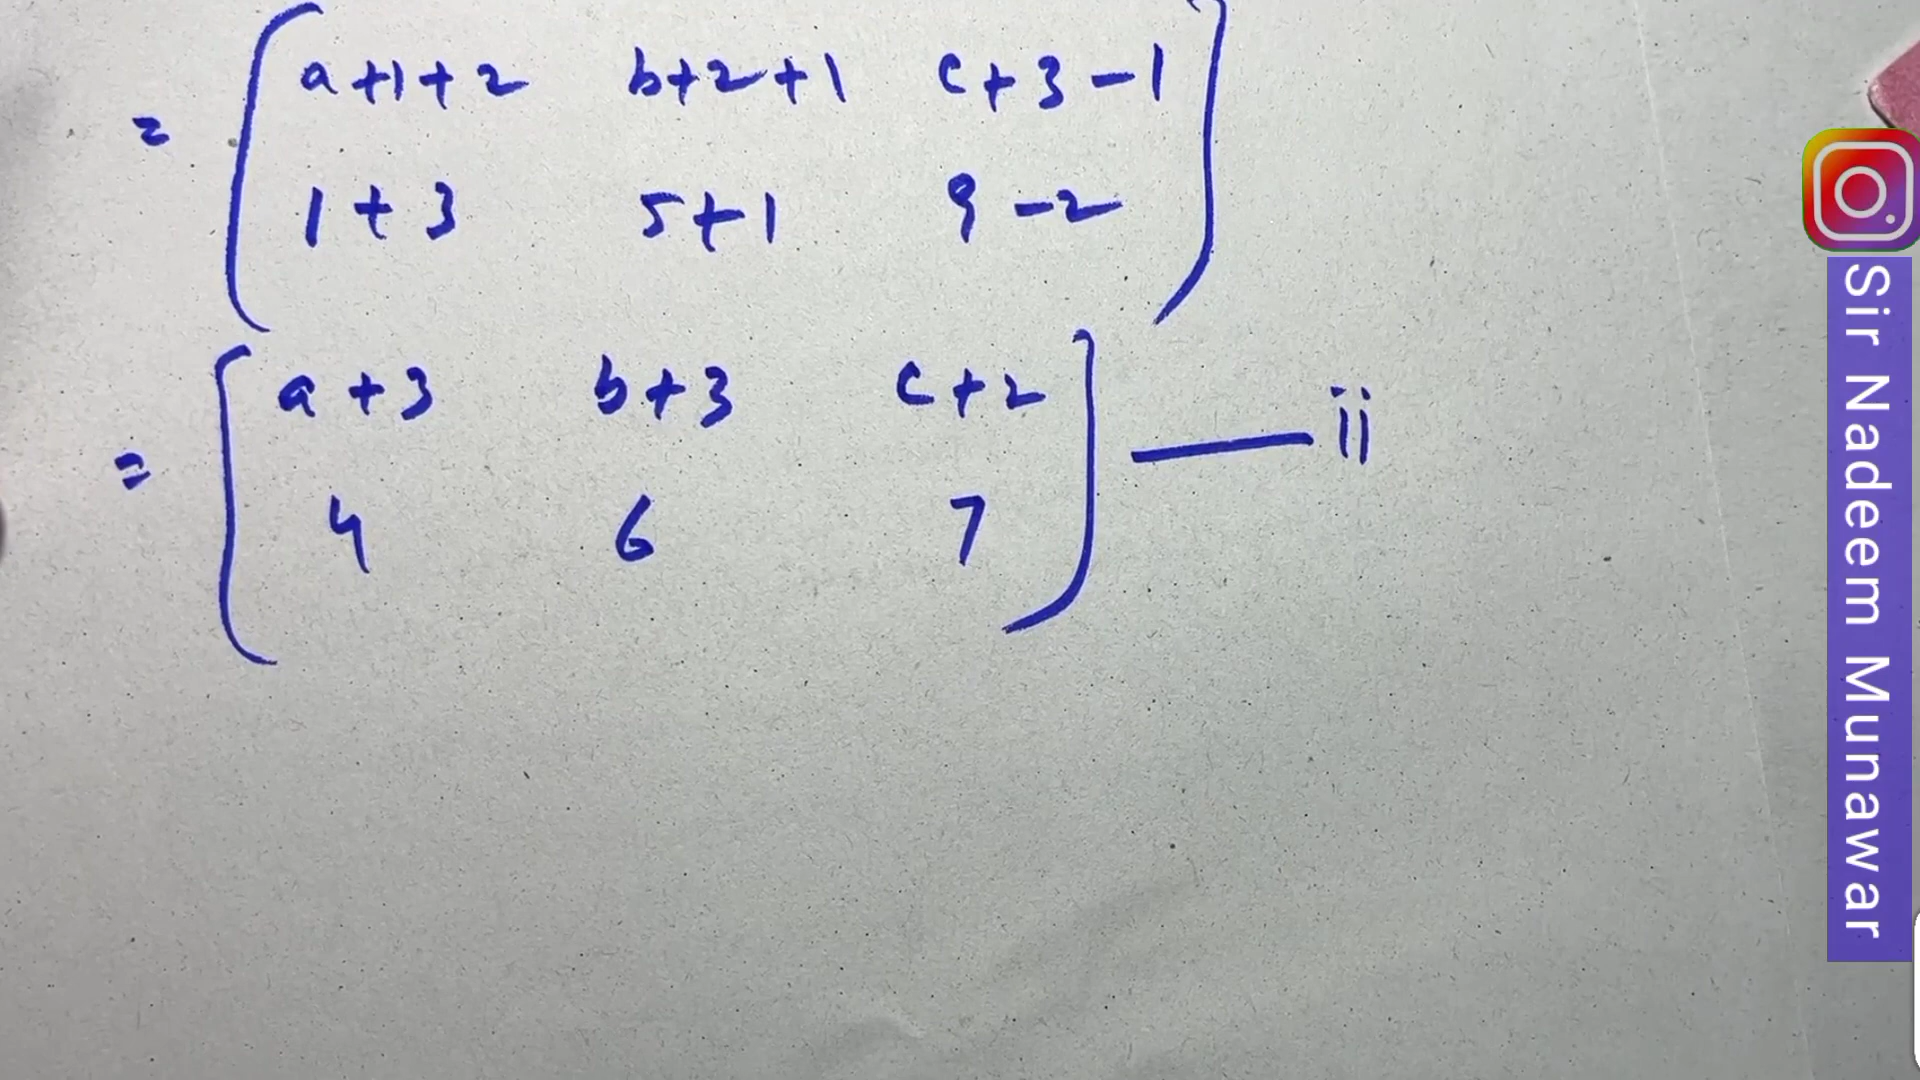 = [ a+1+2 b+2+1 c+3-1
1+3 5+1 9-2 ]
= [ a+3 b+3 c+2
4 6 7 ] — ii
Sir Nadeem Munawar